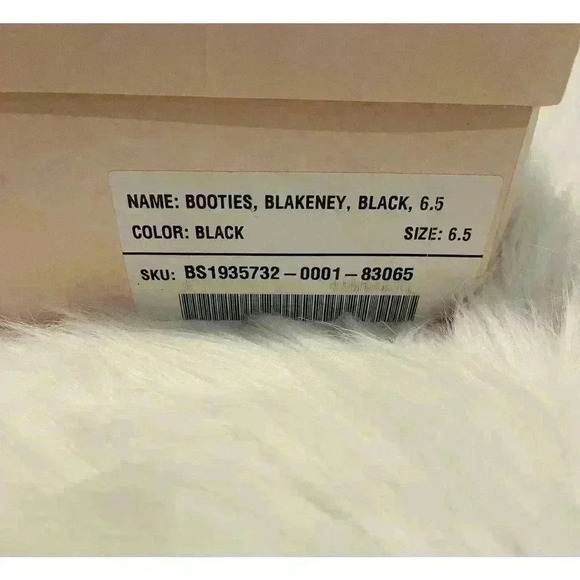 NAME: BOOTIES, BLAKENEY, BLACK, 6.5
COLOR: BLACK SIZE: 6.5
SKU: BS1935732-0001-83065